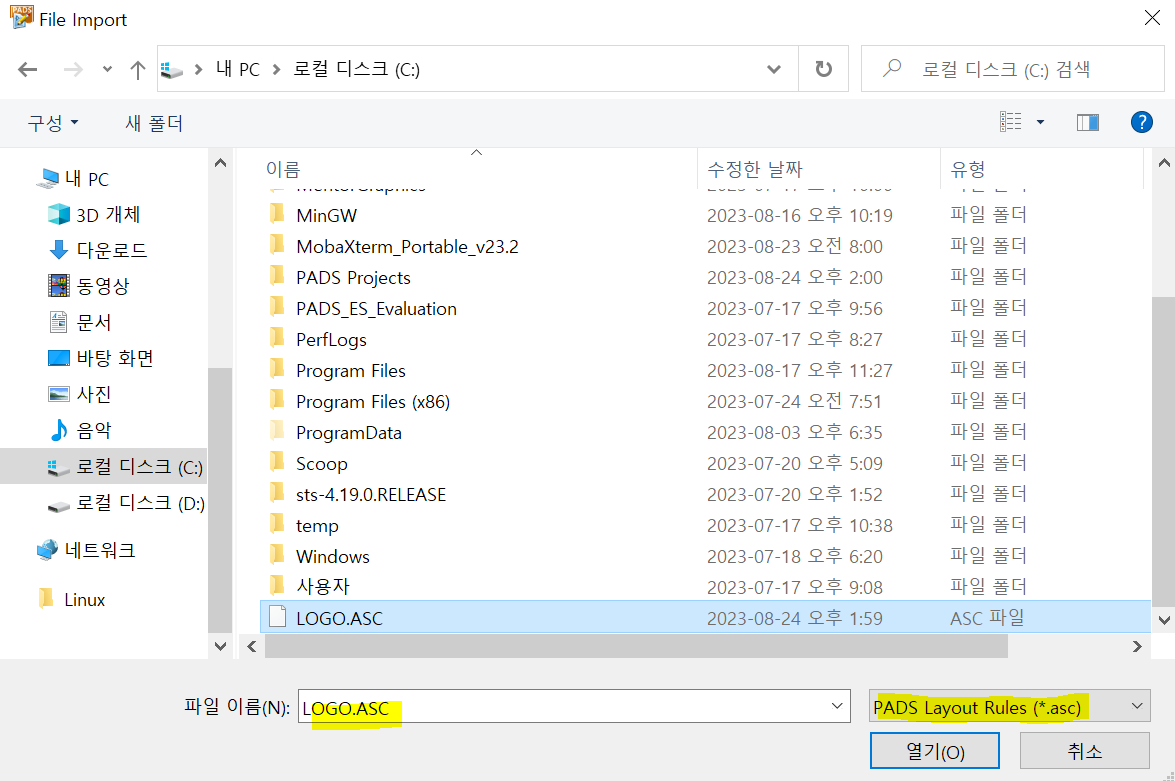 File Import
내 PC
로컬 디스크 (C:)
로컬 디스크 (C:) 검색
구성
새 폴더
내 PC
3D 개체
다운로드
동영상
문서
바탕 화면
사진
음악
로컬 디스크 (C:)
로컬 디스크 (D:)
네트워크
Linux
이름 수정한 날짜 유형
MinGW 2023-08-16 오후 10:19 파일 폴더
MobaXterm_Portable_v23.2 2023-08-23 오전 8:00 파일 폴더
PADS Projects 2023-08-24 오후 2:00 파일 폴더
PADS_ES_Evaluation 2023-07-17 오후 9:56 파일 폴더
PerfLogs 2023-07-17 오후 8:27 파일 폴더
Program Files 2023-08-17 오후 11:27 파일 폴더
Program Files (x86) 2023-07-24 오전 7:51 파일 폴더
ProgramData 2023-08-03 오후 6:35 파일 폴더
Scoop 2023-07-20 오후 5:09 파일 폴더
sts-4.19.0.RELEASE 2023-07-20 오후 1:52 파일 폴더
temp 2023-07-17 오후 10:38 파일 폴더
Windows 2023-07-18 오후 6:20 파일 폴더
사용자 2023-07-17 오후 9:08 파일 폴더
LOGO.ASC 2023-08-24 오후 1:59 ASC 파일
파일 이름(N): LOGO.ASC PADS Layout Rules (*.asc)
열기(O) 취소